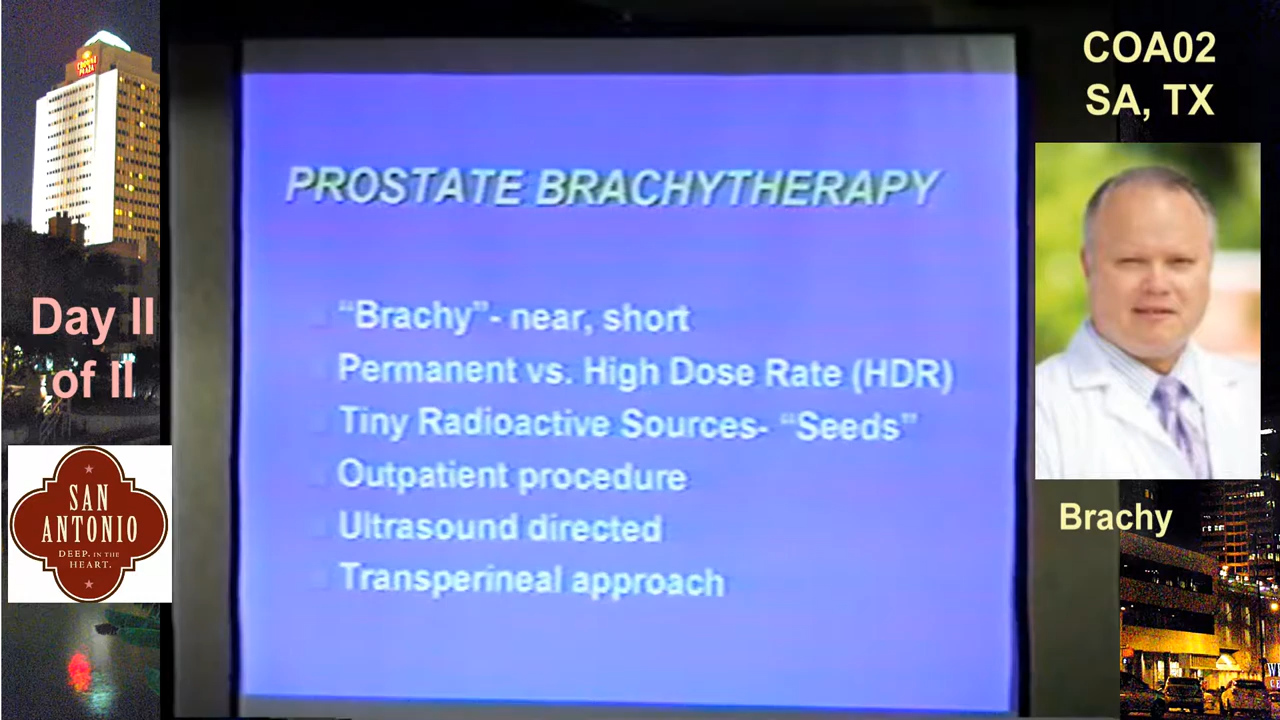 COA02
SA, TX
PROSTATE BRACHYTHERAPY
“Brachy”- near, short
Permanent vs. High Dose Rate (HDR)
Tiny Radioactive Sources- “Seeds”
Outpatient procedure
Ultrasound directed
Transperineal approach
Day II
of II
SAN
ANTONIO
DEEP. IN THE
HEART.
Brachy